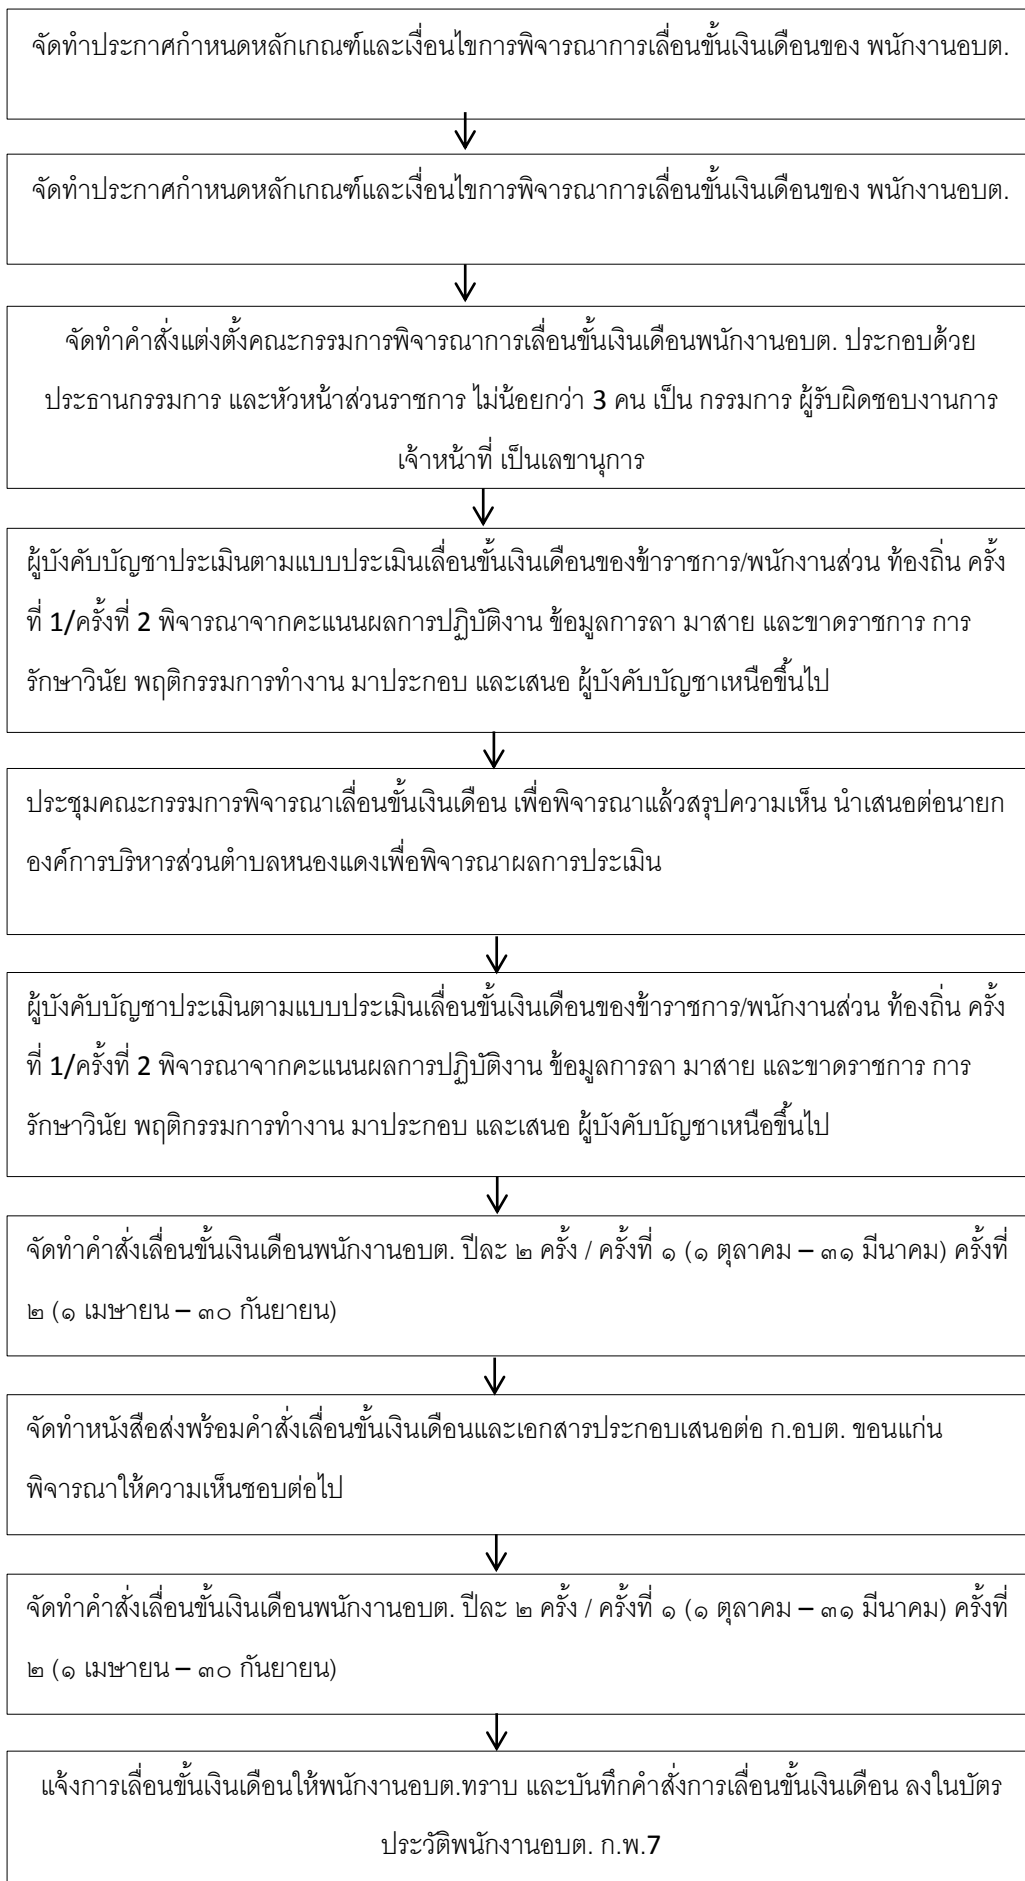 จัดทำประกาศกำหนดหลักเกณฑ์และเงื่อนไขการพิจารณาการเลื่อนขั้นเงินเดือนของ พนักงานอบต.
จัดทำประกาศกำหนดหลักเกณฑ์และเงื่อนไขการพิจารณาการเลื่อนขั้นเงินเดือนของ พนักงานอบต.
จัดทำคำสั่งแต่งตั้งคณะกรรมการพิจารณาการเลื่อนขั้นเงินเดือนพนักงานอบต. ประกอบด้วย
ประธานกรรมการ และหัวหน้าส่วนราชการ ไม่น้อยกว่า 3 คน เป็น กรรมการ ผู้รับผิดชอบงานการ
เจ้าหน้าที่ เป็นเลขานุการ
ผู้บังคับบัญชาประเมินตามแบบประเมินเลื่อนขั้นเงินเดือนของข้าราชการ/พนักงานส่วน ท้องถิ่น ครั้ง
ที่ 1/ครั้งที่ 2 พิจารณาจากคะแนนผลการปฏิบัติงาน ข้อมูลการลา มาสาย และขาดราชการ การ
รักษาวินัย พฤติกรรมการทำงาน มาประกอบ และเสนอ ผู้บังคับบัญชาเหนือขึ้นไป
ประชุมคณะกรรมการพิจารณาเลื่อนขั้นเงินเดือน เพื่อพิจารณาแล้วสรุปความเห็น นำเสนอต่อนายก
องค์การบริหารส่วนตำบลหนองแดงเพื่อพิจารณาผลการประเมิน
ผู้บังคับบัญชาประเมินตามแบบประเมินเลื่อนขั้นเงินเดือนของข้าราชการ/พนักงานส่วน ท้องถิ่น ครั้ง
ที่ 1/ครั้งที่ 2 พิจารณาจากคะแนนผลการปฏิบัติงาน ข้อมูลการลา มาสาย และขาดราชการ การ
รักษาวินัย พฤติกรรมการทำงาน มาประกอบ และเสนอ ผู้บังคับบัญชาเหนือขึ้นไป
จัดทำคำสั่งเลื่อนขั้นเงินเดือนพนักงานอบต. ปีละ ๒ ครั้ง / ครั้งที่ ๑ (๑ ตุลาคม – ๓๑ มีนาคม) ครั้งที่
๒ (๑ เมษายน – ๓๐ กันยายน)
จัดทำหนังสือส่งพร้อมคำสั่งเลื่อนขั้นเงินเดือนและเอกสารประกอบเสนอต่อ ก.อบต. ขอนแก่น
พิจารณาให้ความเห็นชอบต่อไป
จัดทำคำสั่งเลื่อนขั้นเงินเดือนพนักงานอบต. ปีละ ๒ ครั้ง / ครั้งที่ ๑ (๑ ตุลาคม – ๓๑ มีนาคม) ครั้งที่
๒ (๑ เมษายน – ๓๐ กันยายน)
แจ้งการเลื่อนขั้นเงินเดือนให้พนักงานอบต.ทราบ และบันทึกคำสั่งการเลื่อนขั้นเงินเดือน ลงในบัตร
ประวัติพนักงานอบต. ก.พ.7